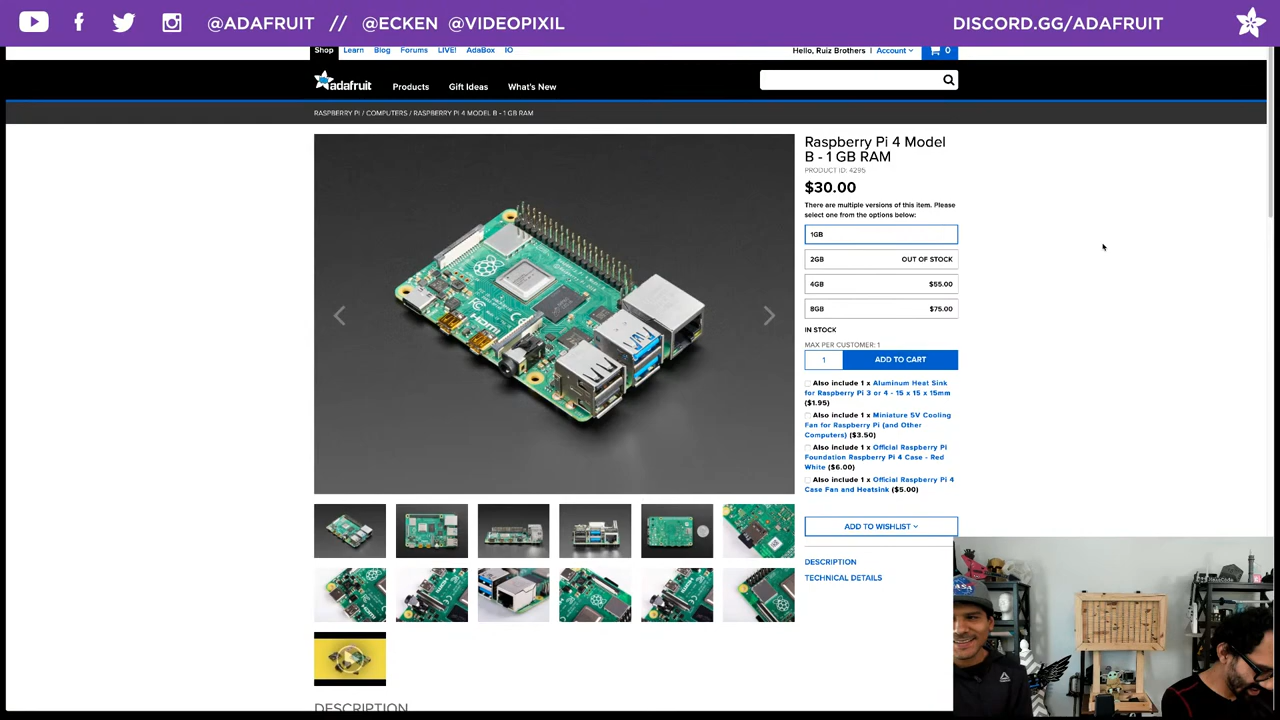 @ADAFRUIT // @ECKEN @VIDEOPIXIL
DISCORD.GG/ADAFRUIT
Shop Learn Blog Forums LIVE! AdaBox IO
Hello, Ruiz Brothers | Account 0
adafruit Products Gift Ideas What's New
RASPBERRY PI / COMPUTERS / RASPBERRY PI 4 MODEL B - 1 GB RAM
Raspberry Pi 4 Model
B - 1 GB RAM
PRODUCT ID: 4295
$30.00
There are multiple versions of this item. Please
select one from the options below:
1GB
2GB OUT OF STOCK
4GB $55.00
8GB $75.00
IN STOCK
MAX PER CUSTOMER: 1
1 ADD TO CART
Also include 1 x Aluminum Heat Sink
for Raspberry Pi 3 or 4 - 15 x 15 x 15mm
($1.95)
Also include 1 x Miniature 5V Cooling
Fan for Raspberry Pi (and Other
Computers) ($3.50)
Also include 1 x Official Raspberry Pi
Foundation Raspberry Pi 4 Case - Red
White ($6.00)
Also include 1 x Official Raspberry Pi 4
Case Fan and Heatsink ($5.00)
ADD TO WISHLIST
DESCRIPTION
TECHNICAL DETAILS
HDMI
FC
NASA
DESCRIPTION